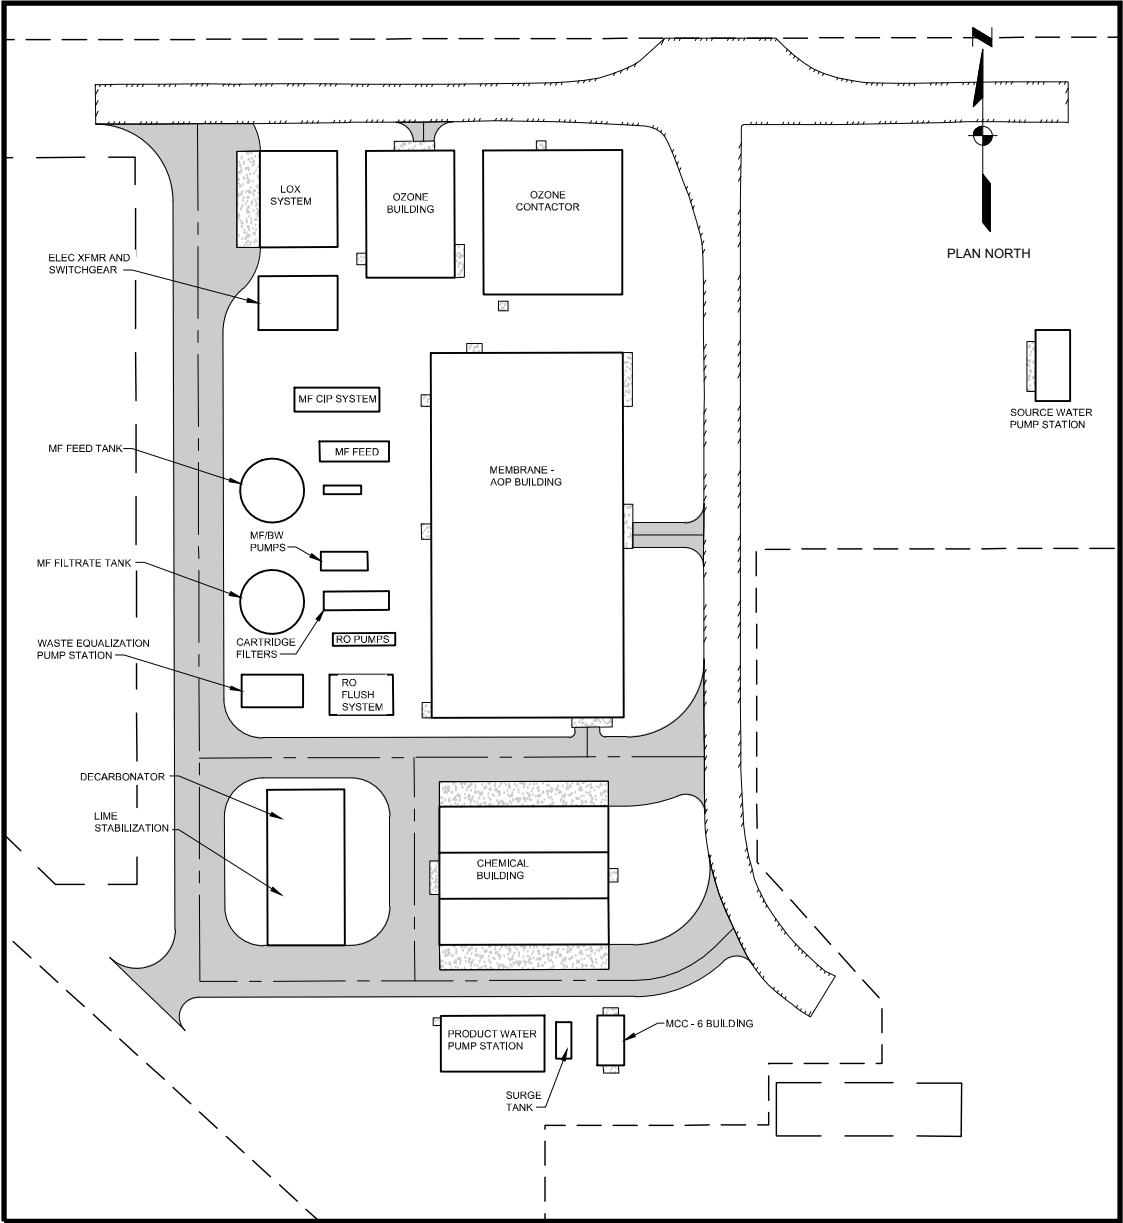 N
PLAN NORTH
LOX
SYSTEM
OZONE
BUILDING
OZONE
CONTACTOR
ELEC XFMR AND
SWITCHGEAR
SOURCE WATER
PUMP STATION
MF CIP SYSTEM
MF FEED TANK
MF FEED
MEMBRANE -
AOP BUILDING
MF/BW
PUMPS
MF FILTRATE TANK
WASTE EQUALIZATION
PUMP STATION
CARTRIDGE
FILTERS
RO PUMPS
RO
FLUSH
SYSTEM
DECARBONATOR
LIME
STABILIZATION
CHEMICAL
BUILDING
PRODUCT WATER
PUMP STATION
MCC - 6 BUILDING
SURGE
TANK